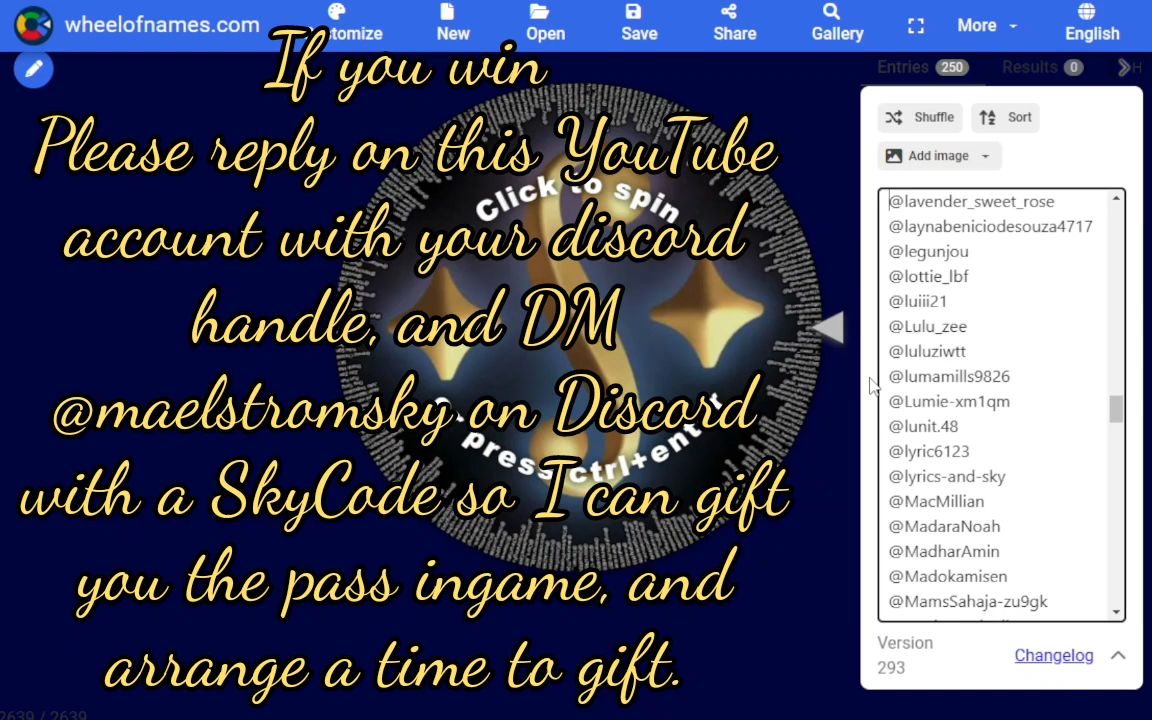 wheelofnames.com
New
Open
Save
Share
Gallery
More
English
Entries 250
Results 0
Shuffle
Sort
Add image
@lavender_sweet_rose
@laynabeniciodesouza4717
@legunjou
@lottie_lbf
@luiii21
@Lulu_zee
@luluziwtt
@lumamills9826
@Lumie-xm1qm
@lunit.48
@lyric6123
@lyrics-and-sky
@MacMillian
@MadaraNoah
@MadharAmin
@Madokamisen
@MamsSahaja-zu9gk
Version
293
Changelog
Click to spin
press ctrl+enter
If you win
Please reply on this YouTube
account with your discord
handle, and DM
@maelstromsky on Discord
with a SkyCode so I can gift
you the pass ingame, and
arrange a time to gift.
2639 / 2639